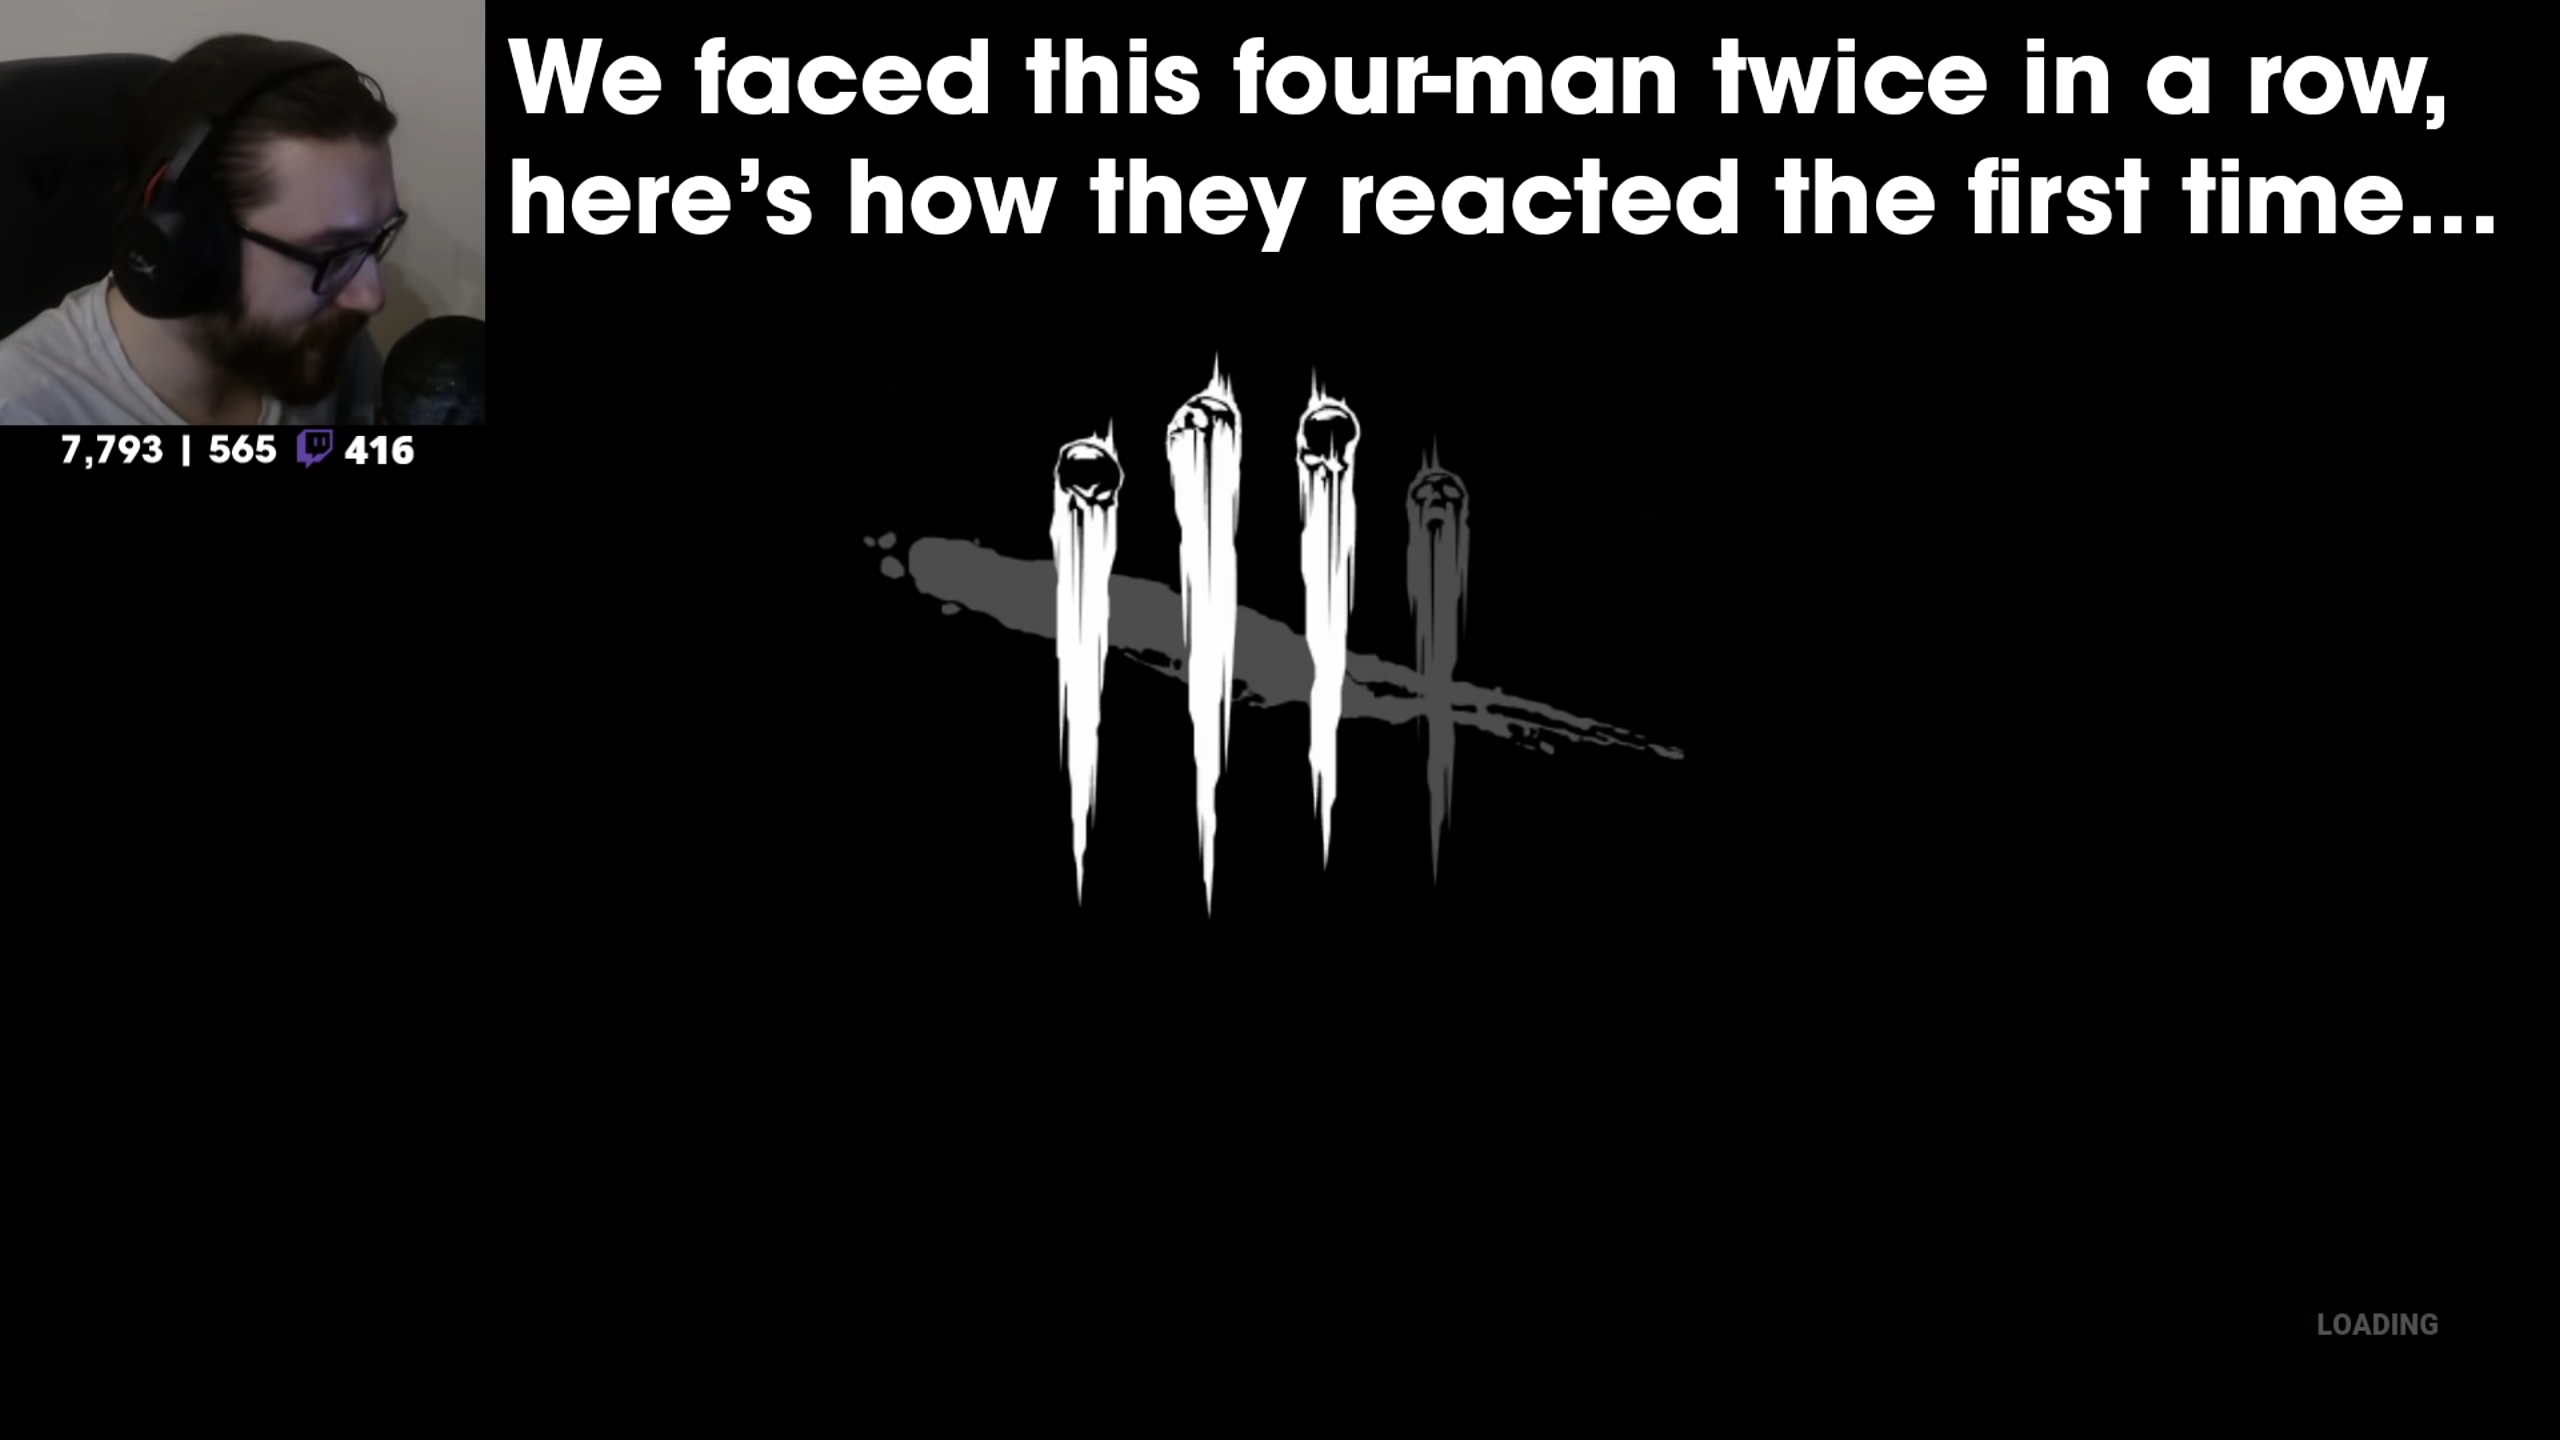 We faced this four-man twice in a row,
here’s how they reacted the first time...
7,793 | 565 416
LOADING